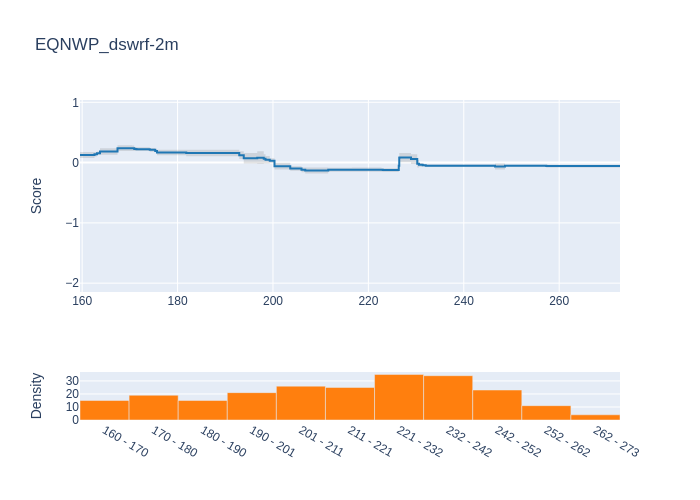 EQNWP_dswrf-2m
1
0
−1
−2
Score
160 180 200 220 240 260
30
20
10
0
Density
160 - 170
170 - 180
180 - 190
190 - 201
201 - 211
211 - 221
221 - 232
232 - 242
242 - 252
252 - 262
262 - 273